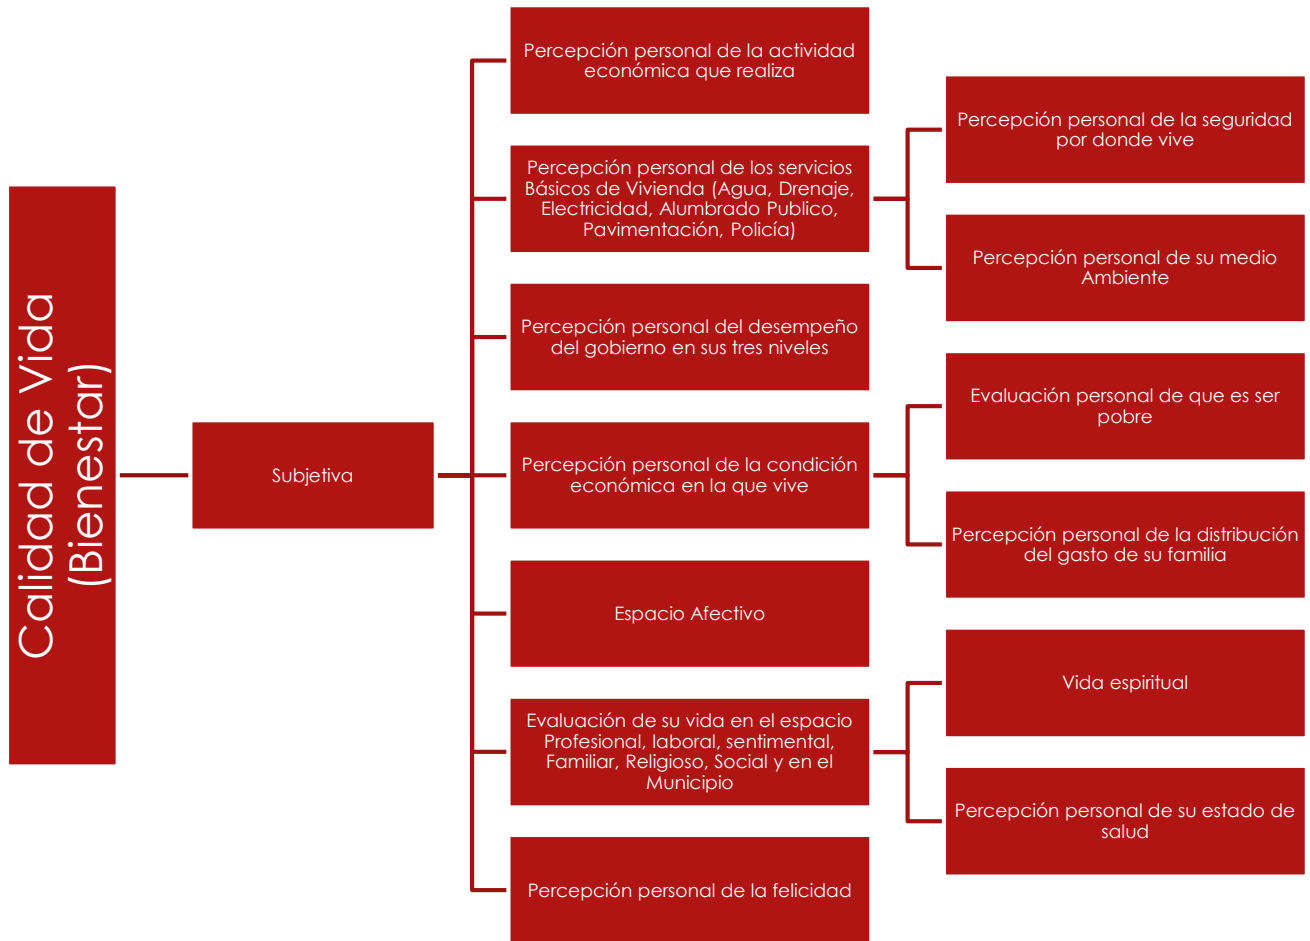 Calidad de Vida
(Bienestar)
Subjetiva
Percepción personal de la actividad
económica que realiza
Percepción personal de los servicios
Básicos de Vivienda (Agua, Drenaje,
Electricidad, Alumbrado Publico,
Pavimentación, Policía)
Percepción personal de la seguridad
por donde vive
Percepción personal de su medio
Ambiente
Percepción personal del desempeño
del gobierno en sus tres niveles
Percepción personal de la condición
económica en la que vive
Evaluación personal de que es ser
pobre
Percepción personal de la distribución
del gasto de su familia
Espacio Afectivo
Evaluación de su vida en el espacio
Profesional, laboral, sentimental,
Familiar, Religioso, Social y en el
Municipio
Vida espiritual
Percepción personal de su estado de
salud
Percepción personal de la felicidad